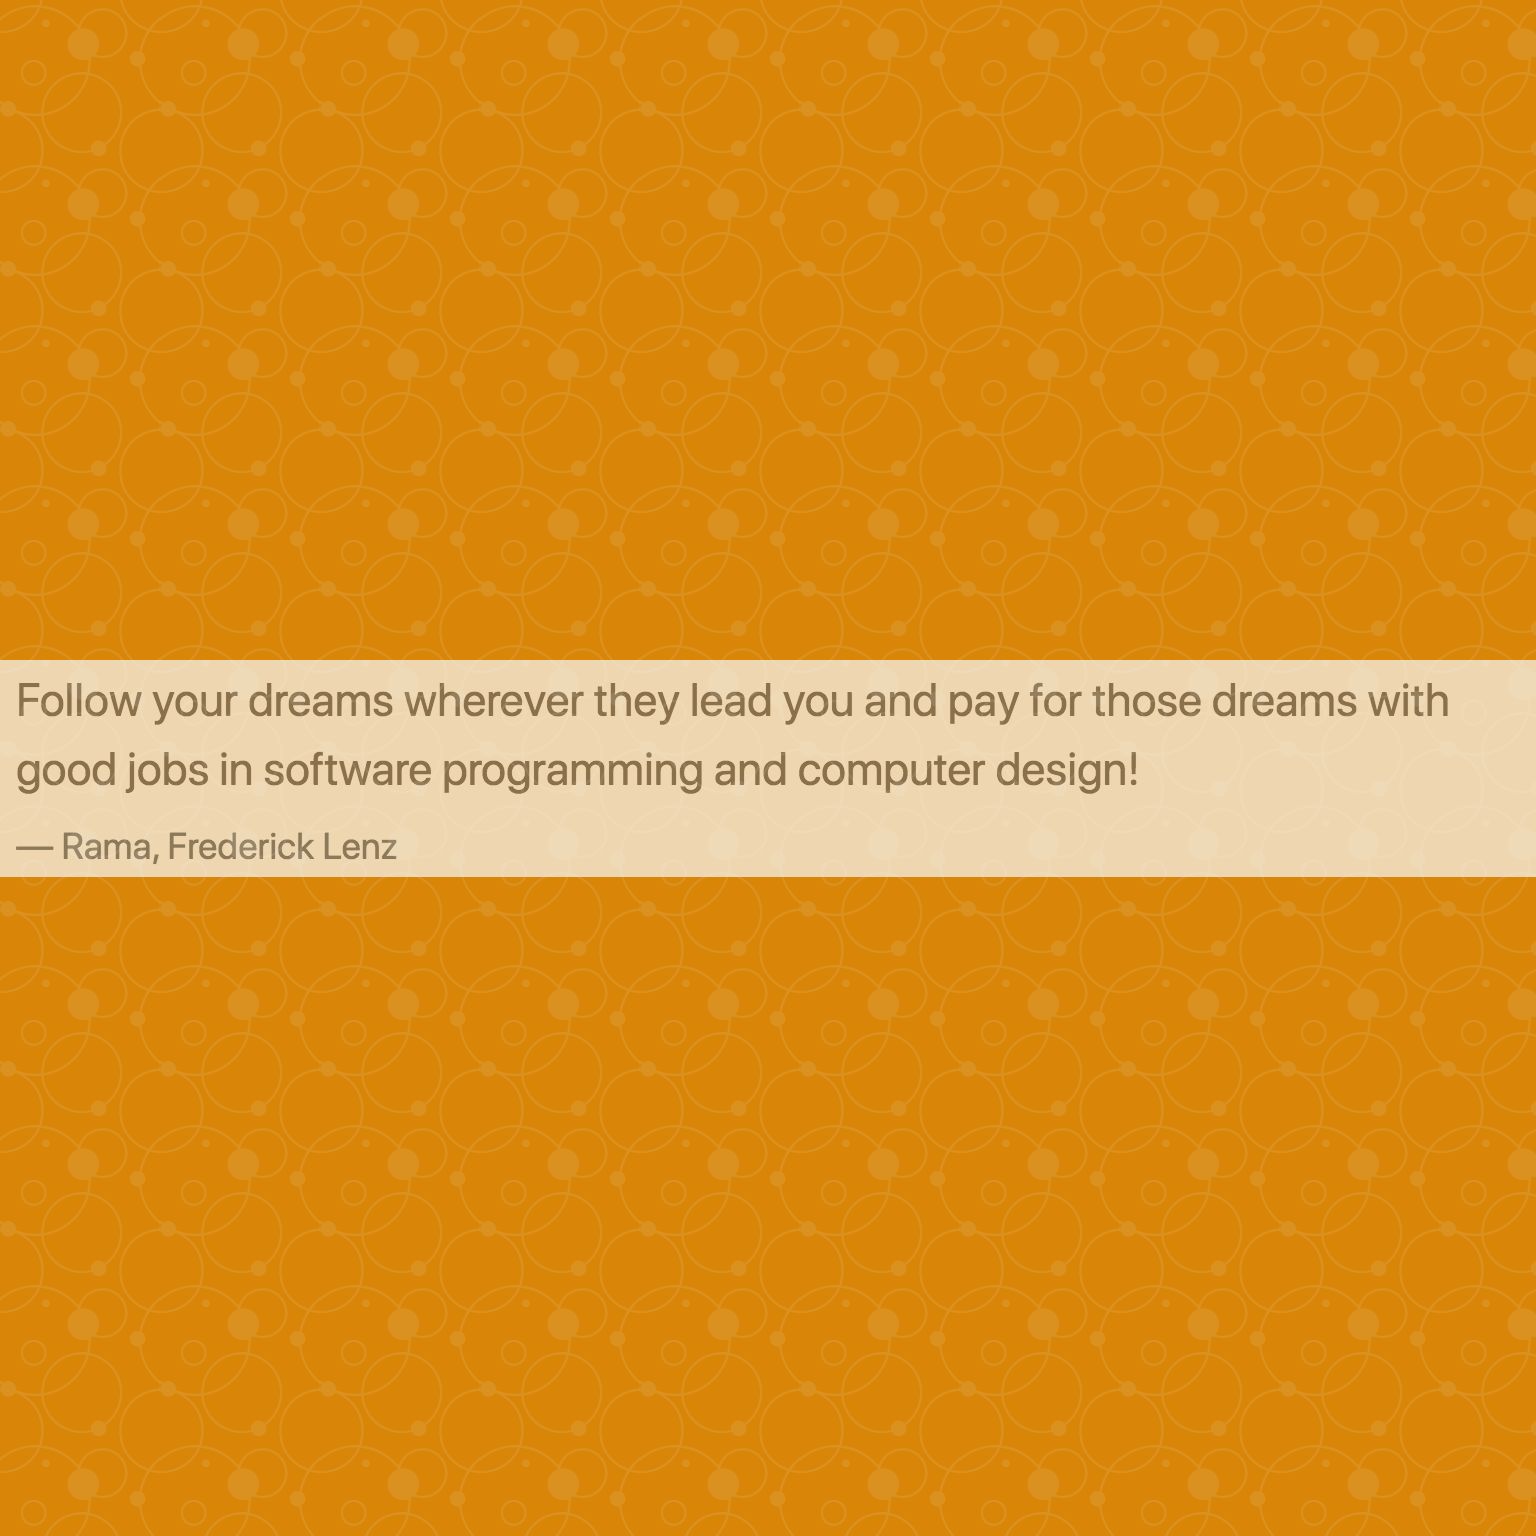 Follow your dreams wherever they lead you and pay for those dreams with
good jobs in software programming and computer design!
— Rama, Frederick Lenz